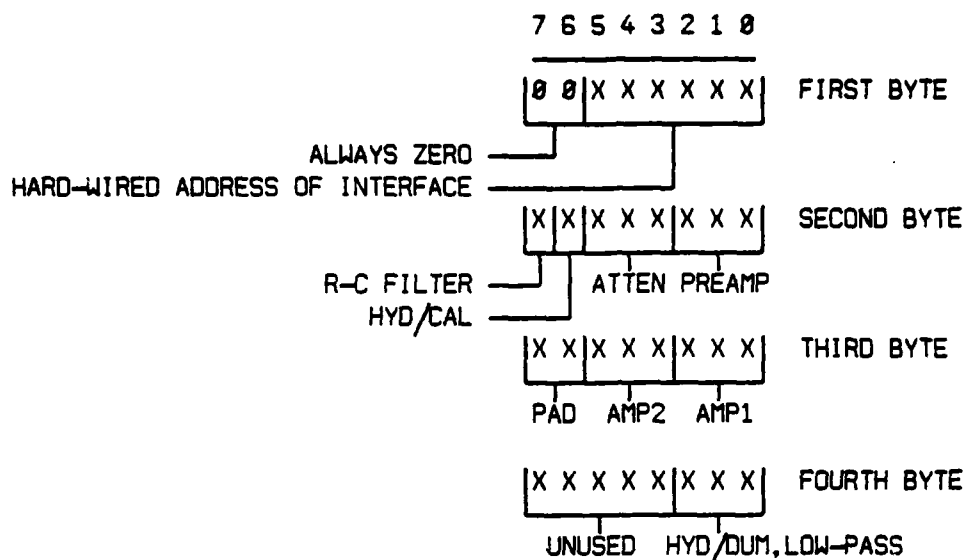 7 6 5 4 3 2 1 0
0 0 X X X X X X FIRST BYTE
ALWAYS ZERO
HARD-WIRED ADDRESS OF INTERFACE
X X X X X X X X SECOND BYTE
R-C FILTER
ATTEN PREAMP
HYD/CAL
X X X X X X X X THIRD BYTE
PAD AMP2 AMP1
X X X X X X X X FOURTH BYTE
UNUSED HYD/DUM, LOW-PASS